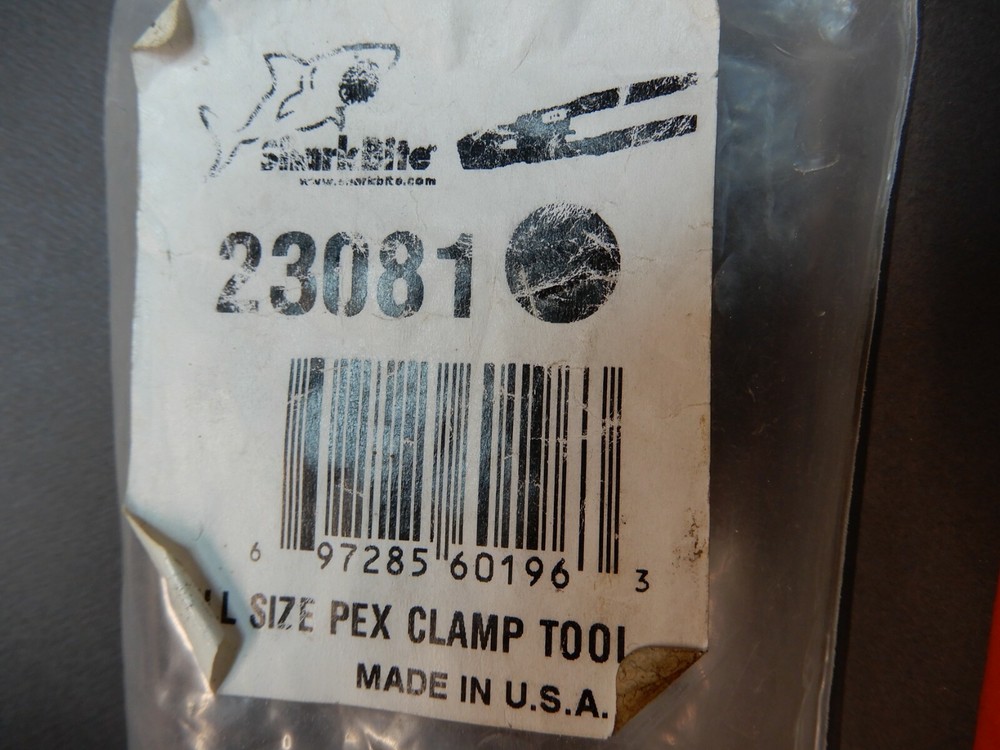 SharkBite
www.sharkbite.com
23081
6 97285 60196 3
SIZE PEX CLAMP TOOL
MADE IN U.S.A.